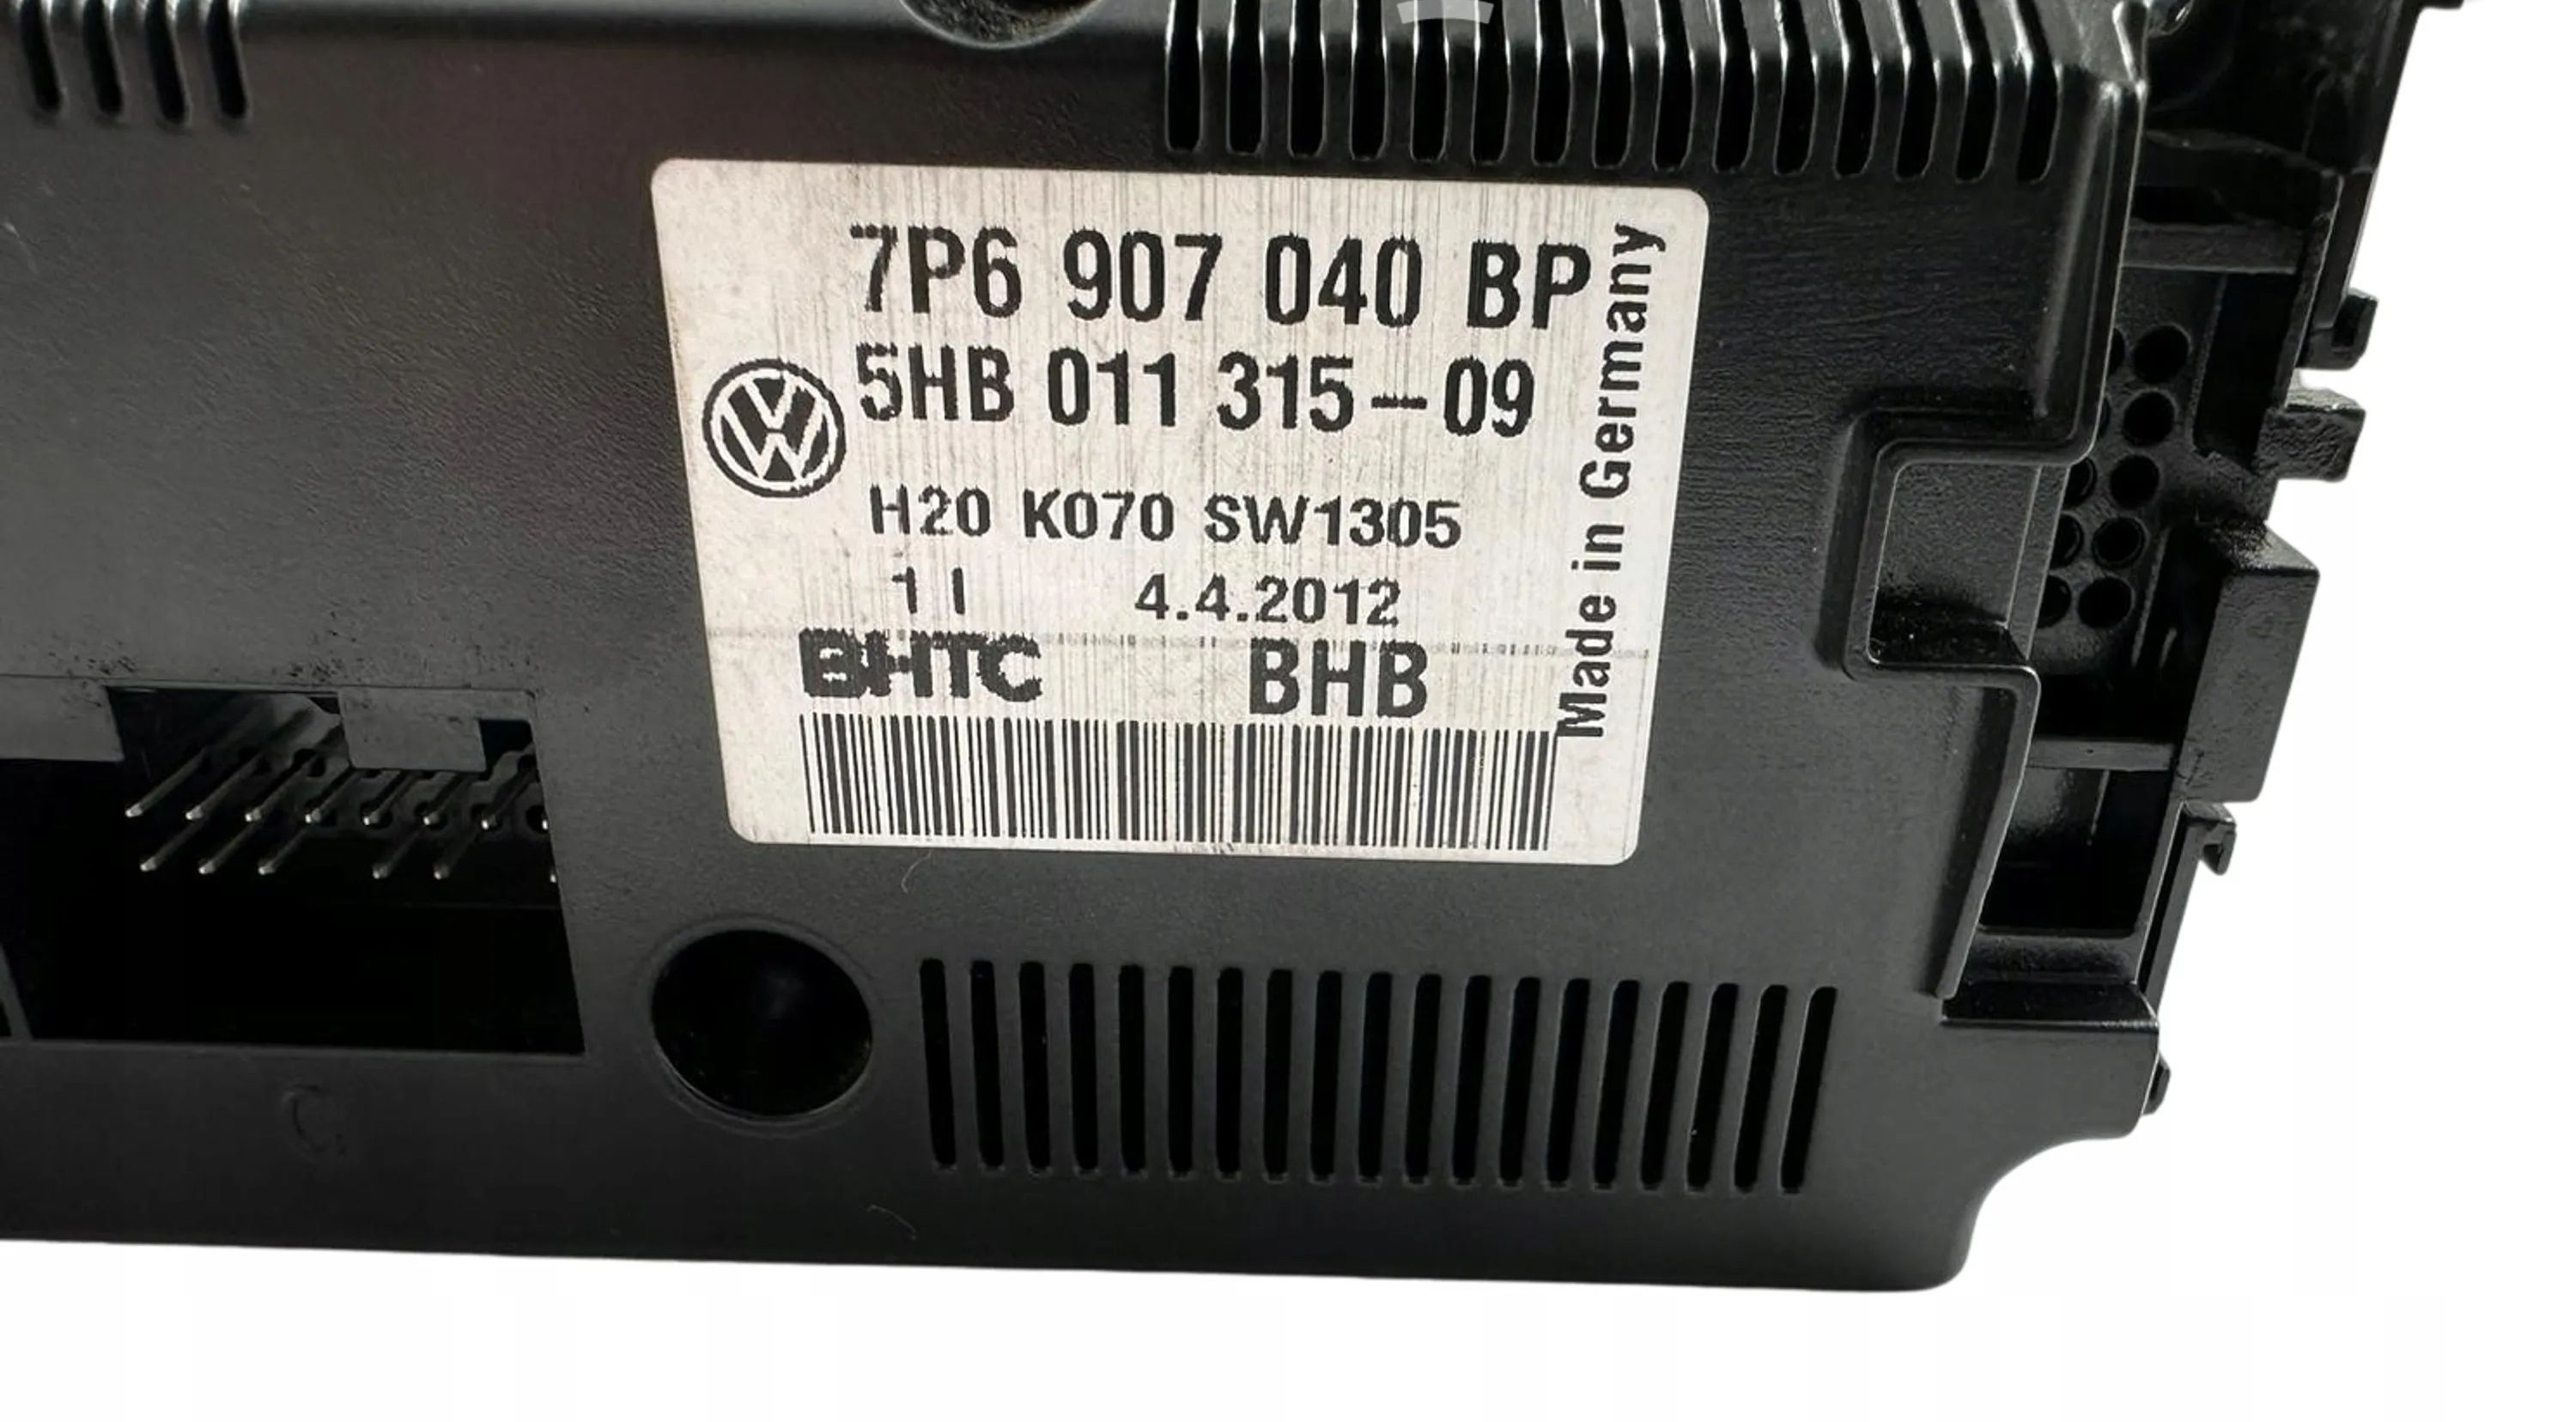 7P6 907 040 BP
5HB 011 315-09
H20 K070 SW1305
1 I 4.4.2012
BHTC BHB
Made in Germany